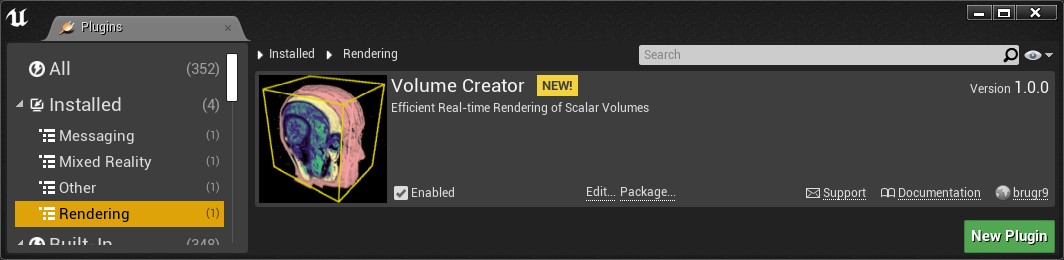 Plugins
All (352)
Installed (4)
Messaging (1)
Mixed Reality (1)
Other (1)
Rendering (1)
Built-In (348)
Installed Rendering
Search
Volume Creator NEW! Version 1.0.0
Efficient Real-time Rendering of Scalar Volumes
Enabled Edit... Package... Support Documentation brugr9
New Plugin